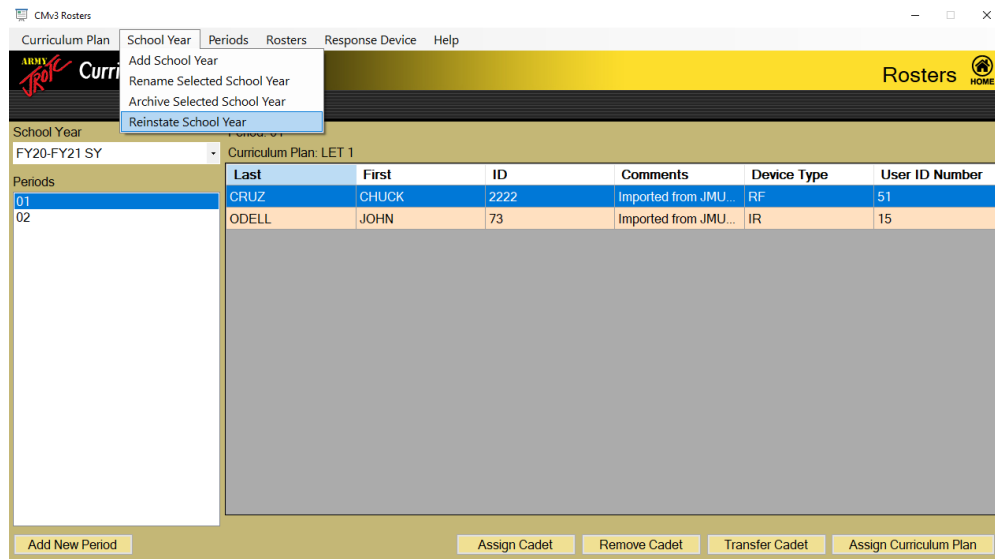 CMv3 Rosters
Curriculum Plan School Year Periods Rosters Response Device Help
Add School Year
Rename Selected School Year
Archive Selected School Year
Reinstate School Year
ARMY
JROTC
Rosters
HOME
School Year
FY20-FY21 SY
Curriculum Plan: LET 1
Periods
01
02
Last First ID Comments Device Type User ID Number
CRUZ CHUCK 2222 Imported from JMU... RF 51
ODELL JOHN 73 Imported from JMU... IR 15
Add New Period Assign Cadet Remove Cadet Transfer Cadet Assign Curriculum Plan